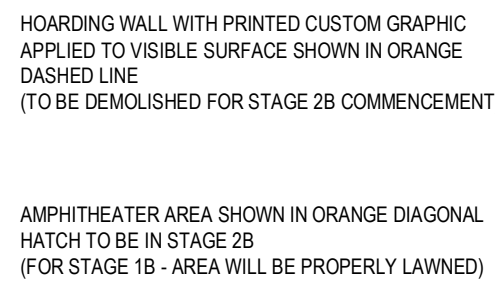 HOARDING WALL WITH PRINTED CUSTOM GRAPHIC
APPLIED TO VISIBLE SURFACE SHOWN IN ORANGE
DASHED LINE
(TO BE DEMOLISHED FOR STAGE 2B COMMENCEMENT
AMPHITHEATER AREA SHOWN IN ORANGE DIAGONAL
HATCH TO BE IN STAGE 2B
(FOR STAGE 1B - AREA WILL BE PROPERLY LAWNED)